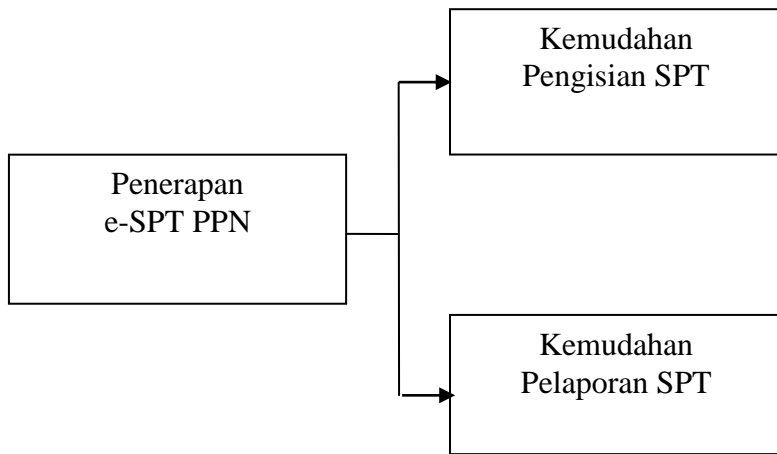 Kemudahan
Pengisian SPT
Penerapan
e-SPT PPN
Kemudahan
Pelaporan SPT